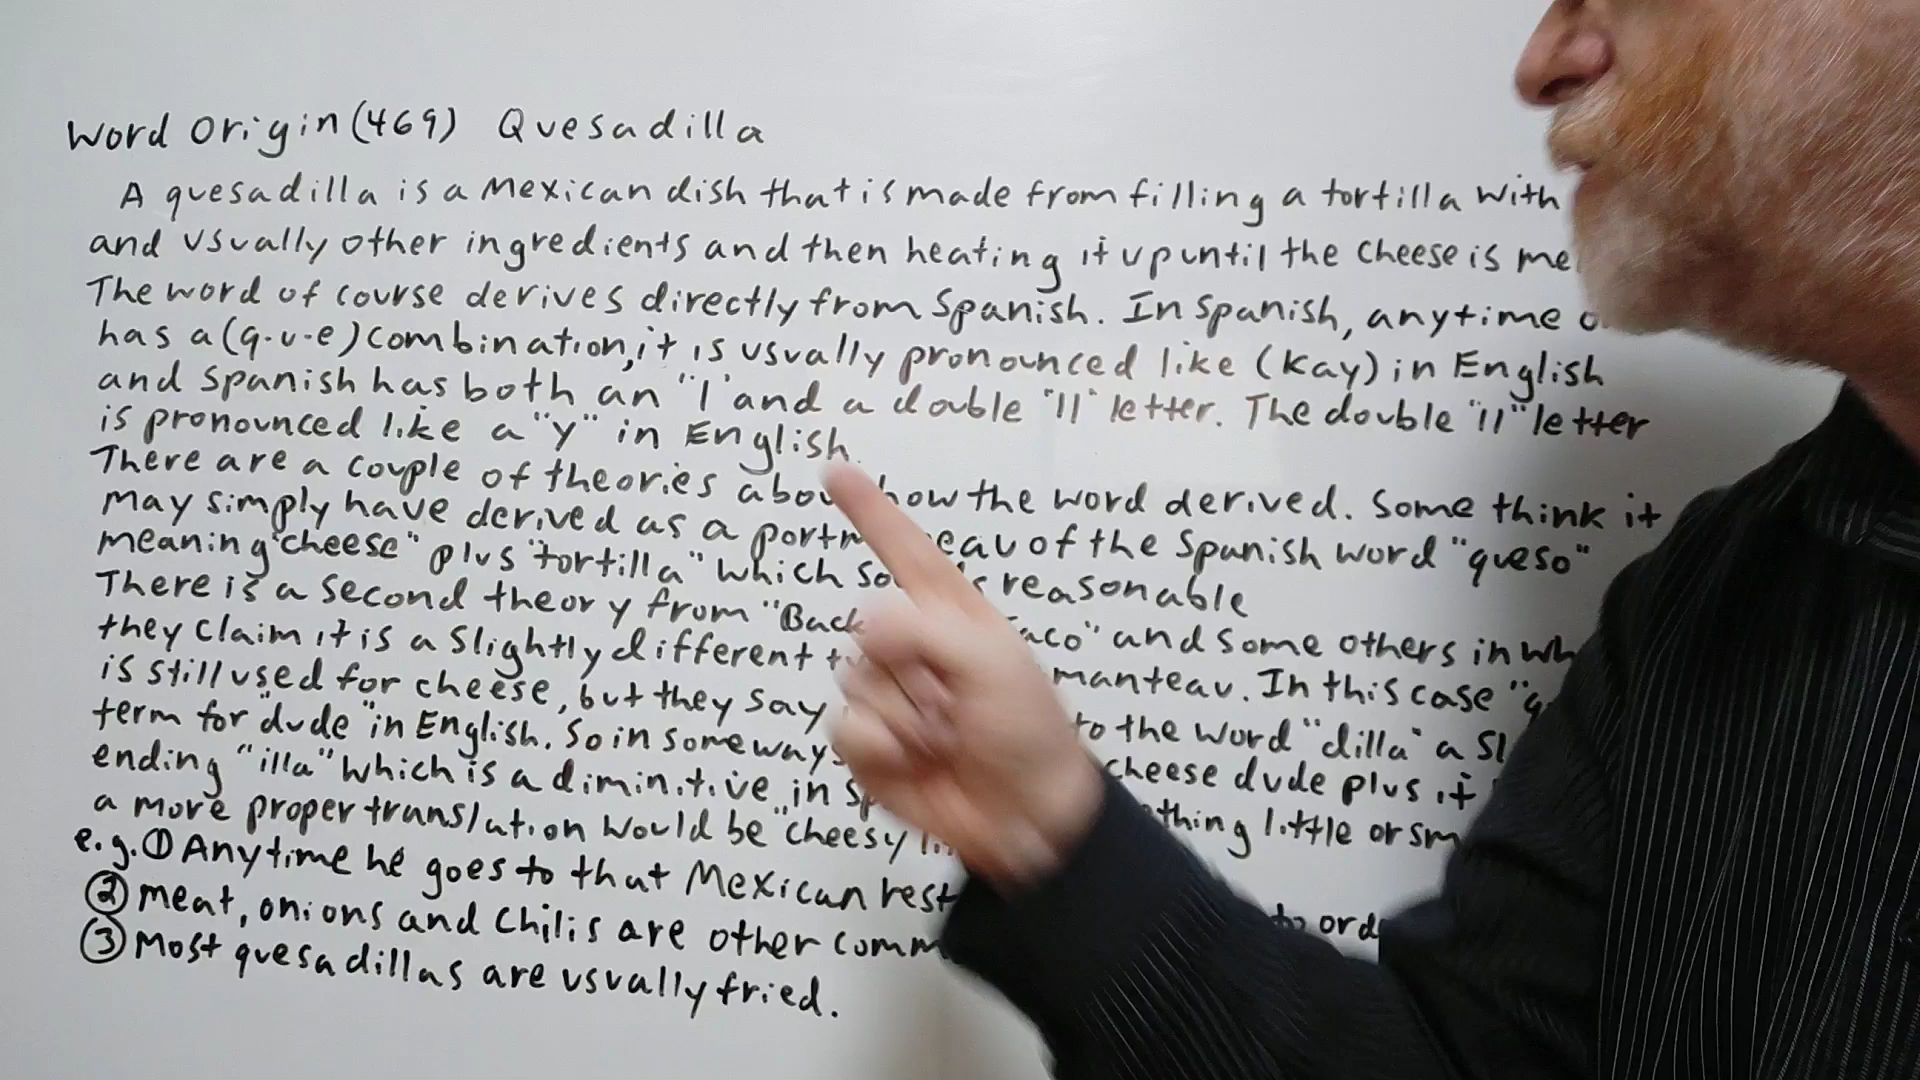 Word Origin (469) Quesadilla
A quesadilla is a Mexican dish that is made from filling a tortilla with
and usually other ingredients and then heating it up until the cheese is
The word of course derives directly from Spanish. In Spanish, anytime
has a (q-u-e) combination, it is usually pronounced like (Kay) in English
and Spanish has both an "l" and a double "ll" letter. The double "ll" letter
is pronounced like a "y" in English.
There are a couple of theories about how the word derived. Some think it
may simply have derived as a of the Spanish word "queso"
meaning "cheese" plus "tortilla" which reasonable
There is a second theory from "Back Taco" and some others in
they claim it is a slightly different In this case
is still used for cheese, but they say to the word "dilla" a
term for "dude" in English. So in some ways cheese dude plus it
ending "illa" which is a diminitive in little or
a more proper translation would be "cheesy
e.g. ① Anytime he goes to that Mexican to
② Meat, onions and Chilis are other
③ Most quesadillas are usually fried.